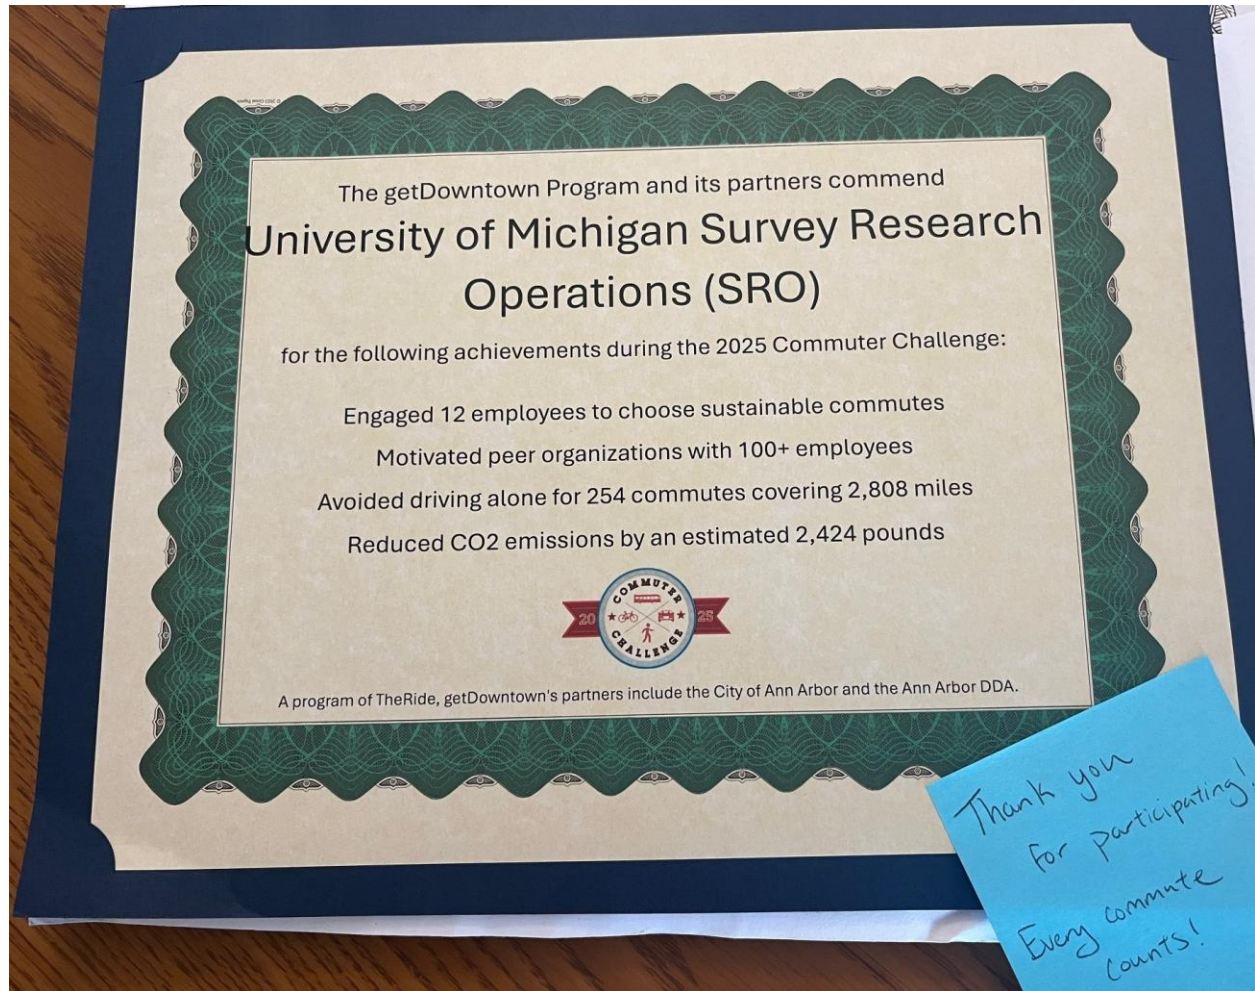 The getDowntown Program and its partners commend
University of Michigan Survey Research
Operations (SRO)
for the following achievements during the 2025 Commuter Challenge:
Engaged 12 employees to choose sustainable commutes
Motivated peer organizations with 100+ employees
Avoided driving alone for 254 commutes covering 2,808 miles
Reduced CO2 emissions by an estimated 2,424 pounds
COMMUTER
20 25
CHALLENGE
A program of TheRide, getDowntown's partners include the City of Ann Arbor and the Ann Arbor DDA.
Thank you
for participating!
Every commute
counts!